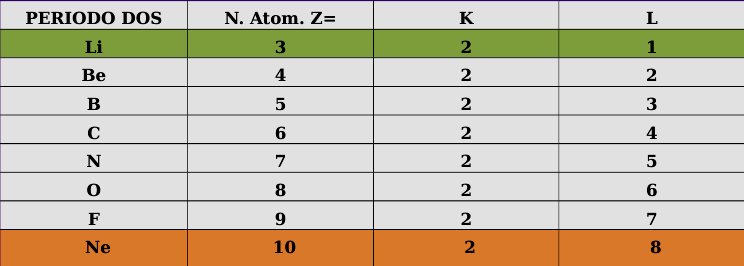 PERIODO DOS N. Atom. Z= K L
Li 3 2 1
Be 4 2 2
B 5 2 3
C 6 2 4
N 7 2 5
O 8 2 6
F 9 2 7
Ne 10 2 8